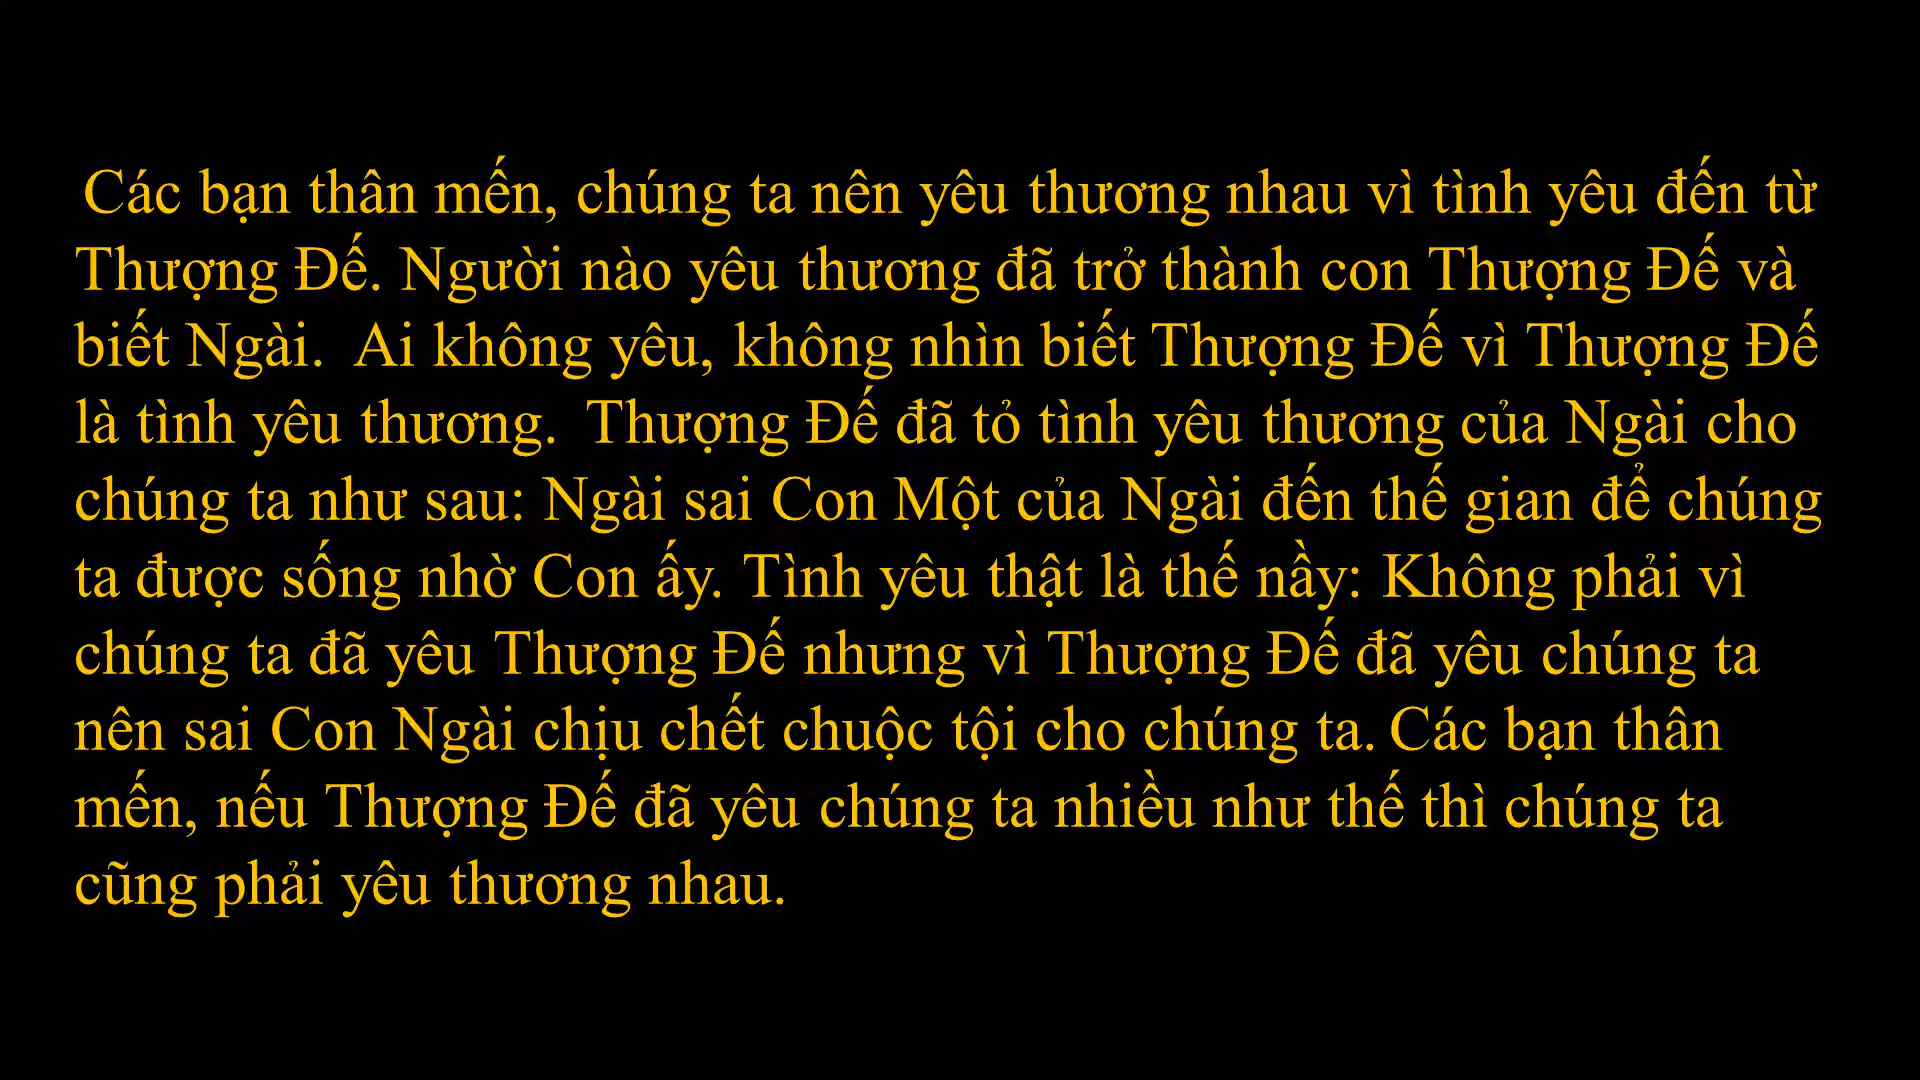 Các bạn thân mến, chúng ta nên yêu thương nhau vì tình yêu đến từ
Thượng Đế. Người nào yêu thương đã trở thành con Thượng Đế và
biết Ngài.  Ai không yêu, không nhìn biết Thượng Đế vì Thượng Đế
là tình yêu thương.  Thượng Đế đã tỏ tình yêu thương của Ngài cho
chúng ta như sau: Ngài sai Con Một của Ngài đến thế gian để chúng
ta được sống nhờ Con ấy. Tình yêu thật là thế nầy: Không phải vì
chúng ta đã yêu Thượng Đế nhưng vì Thượng Đế đã yêu chúng ta
nên sai Con Ngài chịu chết chuộc tội cho chúng ta. Các bạn thân
mến, nếu Thượng Đế đã yêu chúng ta nhiều như thế thì chúng ta
cũng phải yêu thương nhau.